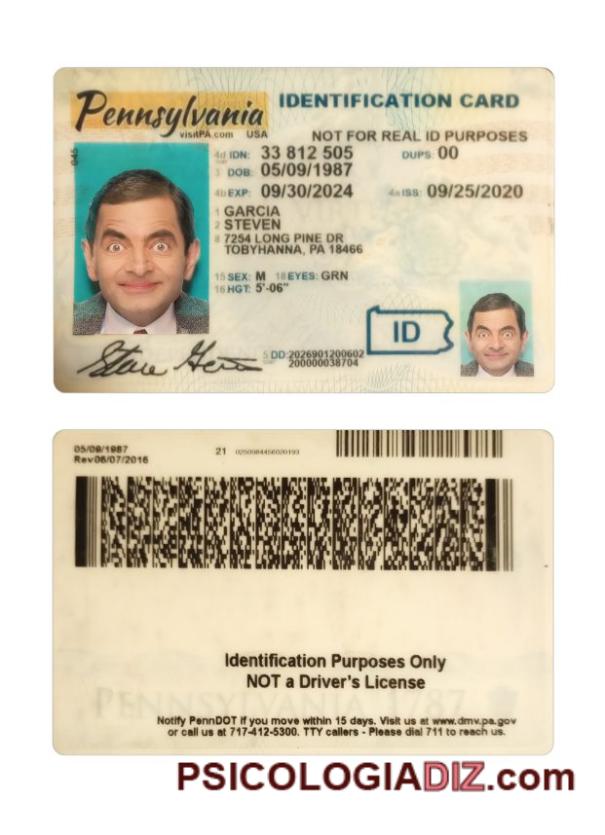 Pennsylvania
visitPA.com USA
IDENTIFICATION CARD
NOT FOR REAL ID PURPOSES
4d IDN: 33 812 505 DUPS: 00
3 DOB: 05/09/1987
4b EXP: 09/30/2024 4a ISS: 09/25/2020
1 GARCIA
2 STEVEN
8 7254 LONG PINE DR
TOBYHANNA, PA 18466
15 SEX: M 18 EYES: GRN
16 HGT: 5'-06"
ID
5 DD: 2026901200602
200000038704
05/09/1987
Rev06/07/2016
21 0250984456020193
Identification Purposes Only
NOT a Driver's License
PENNSYLVANIA 1787
Notify PennDOT if you move within 15 days. Visit us at www.dmv.pa.gov
or call us at 717-412-5300. TTY callers - Please dial 711 to reach us.
PSICOLOGIADIZ.com